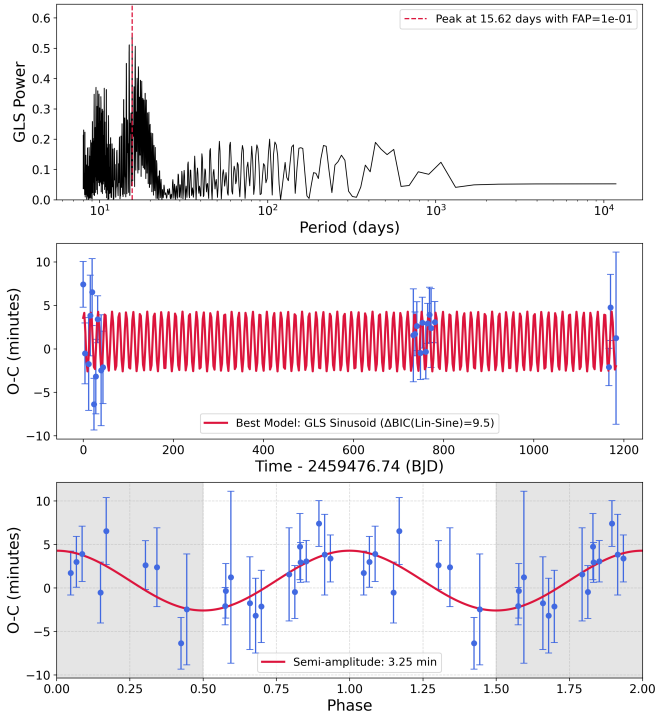 0.6
0.5
0.4
0.3
0.2
0.1
0.0
GLS Power
Peak at 15.62 days with FAP=1e-01
10¹ 10² 10³ 10⁴
Period (days)
10
5
0
−5
−10
O-C (minutes)
Best Model: GLS Sinusoid (ΔBIC(Lin-Sine)=9.5)
0 200 400 600 800 1000 1200
Time - 2459476.74 (BJD)
10
5
0
−5
−10
O-C (minutes)
Semi-amplitude: 3.25 min
0.00 0.25 0.50 0.75 1.00 1.25 1.50 1.75 2.00
Phase